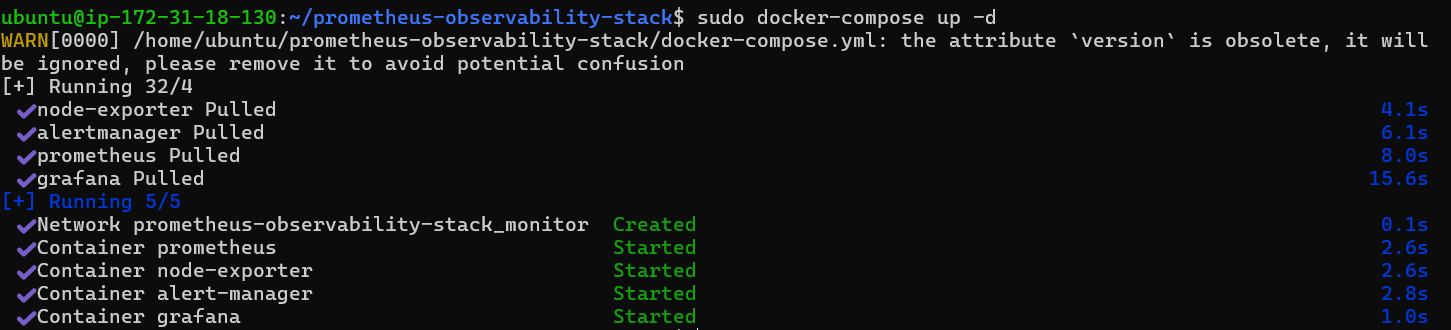 ubuntu@ip-172-31-18-130:~/prometheus-observability-stack$ sudo docker-compose up -d
WARN[0000] /home/ubuntu/prometheus-observability-stack/docker-compose.yml: the attribute `version` is obsolete, it will
be ignored, please remove it to avoid potential confusion
[+] Running 32/4
✔node-exporter Pulled 4.1s
✔alertmanager Pulled 6.1s
✔prometheus Pulled 8.0s
✔grafana Pulled 15.6s
[+] Running 5/5
✔Network prometheus-observability-stack_monitor Created 0.1s
✔Container prometheus Started 2.6s
✔Container node-exporter Started 2.6s
✔Container alert-manager Started 2.8s
✔Container grafana Started 1.0s